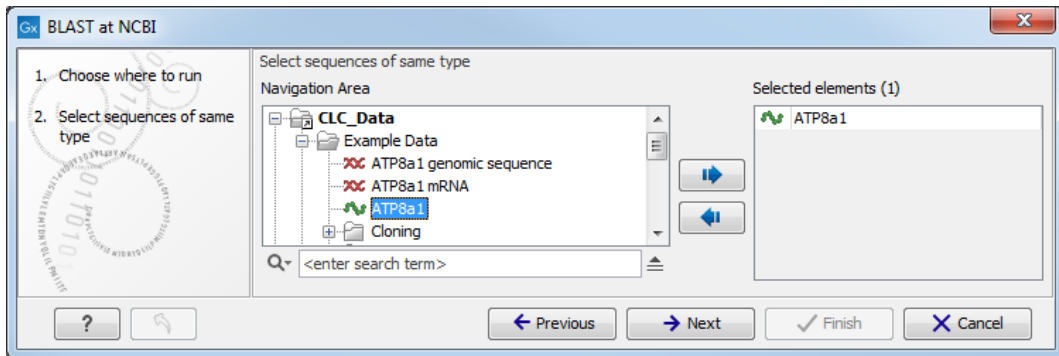 Gx BLAST at NCBI
1. Choose where to run
2. Select sequences of same
type
Select sequences of same type
Navigation Area
CLC_Data
Example Data
ATP8a1 genomic sequence
ATP8a1 mRNA
ATP8a1
Cloning
<enter search term>
Selected elements (1)
ATP8a1
?
Previous
Next
Finish
Cancel